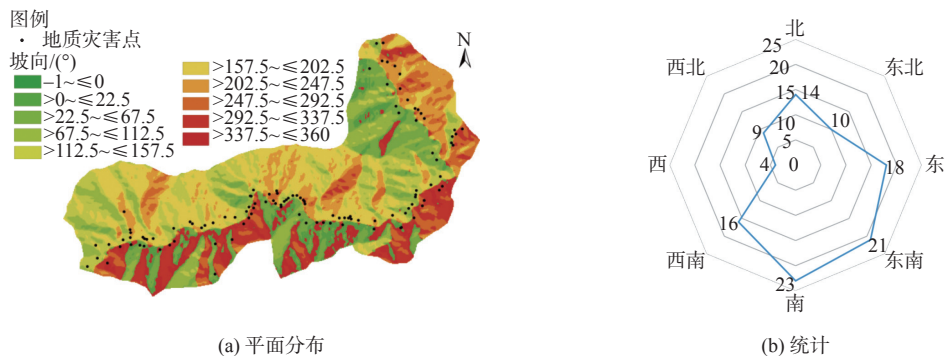 图例
· 地质灾害点
坡向/(°)
−1~≤0
>0~≤22.5
>22.5~≤67.5
>67.5~≤112.5
>112.5~≤157.5
>157.5~≤202.5
>202.5~≤247.5
>247.5~≤292.5
>292.5~≤337.5
>337.5~≤360
N
(a) 平面分布
北
25
西北
东北
20
15
14
10
10
9
5
西
4
0
18
东
16
21
西南
东南
23
南
(b) 统计